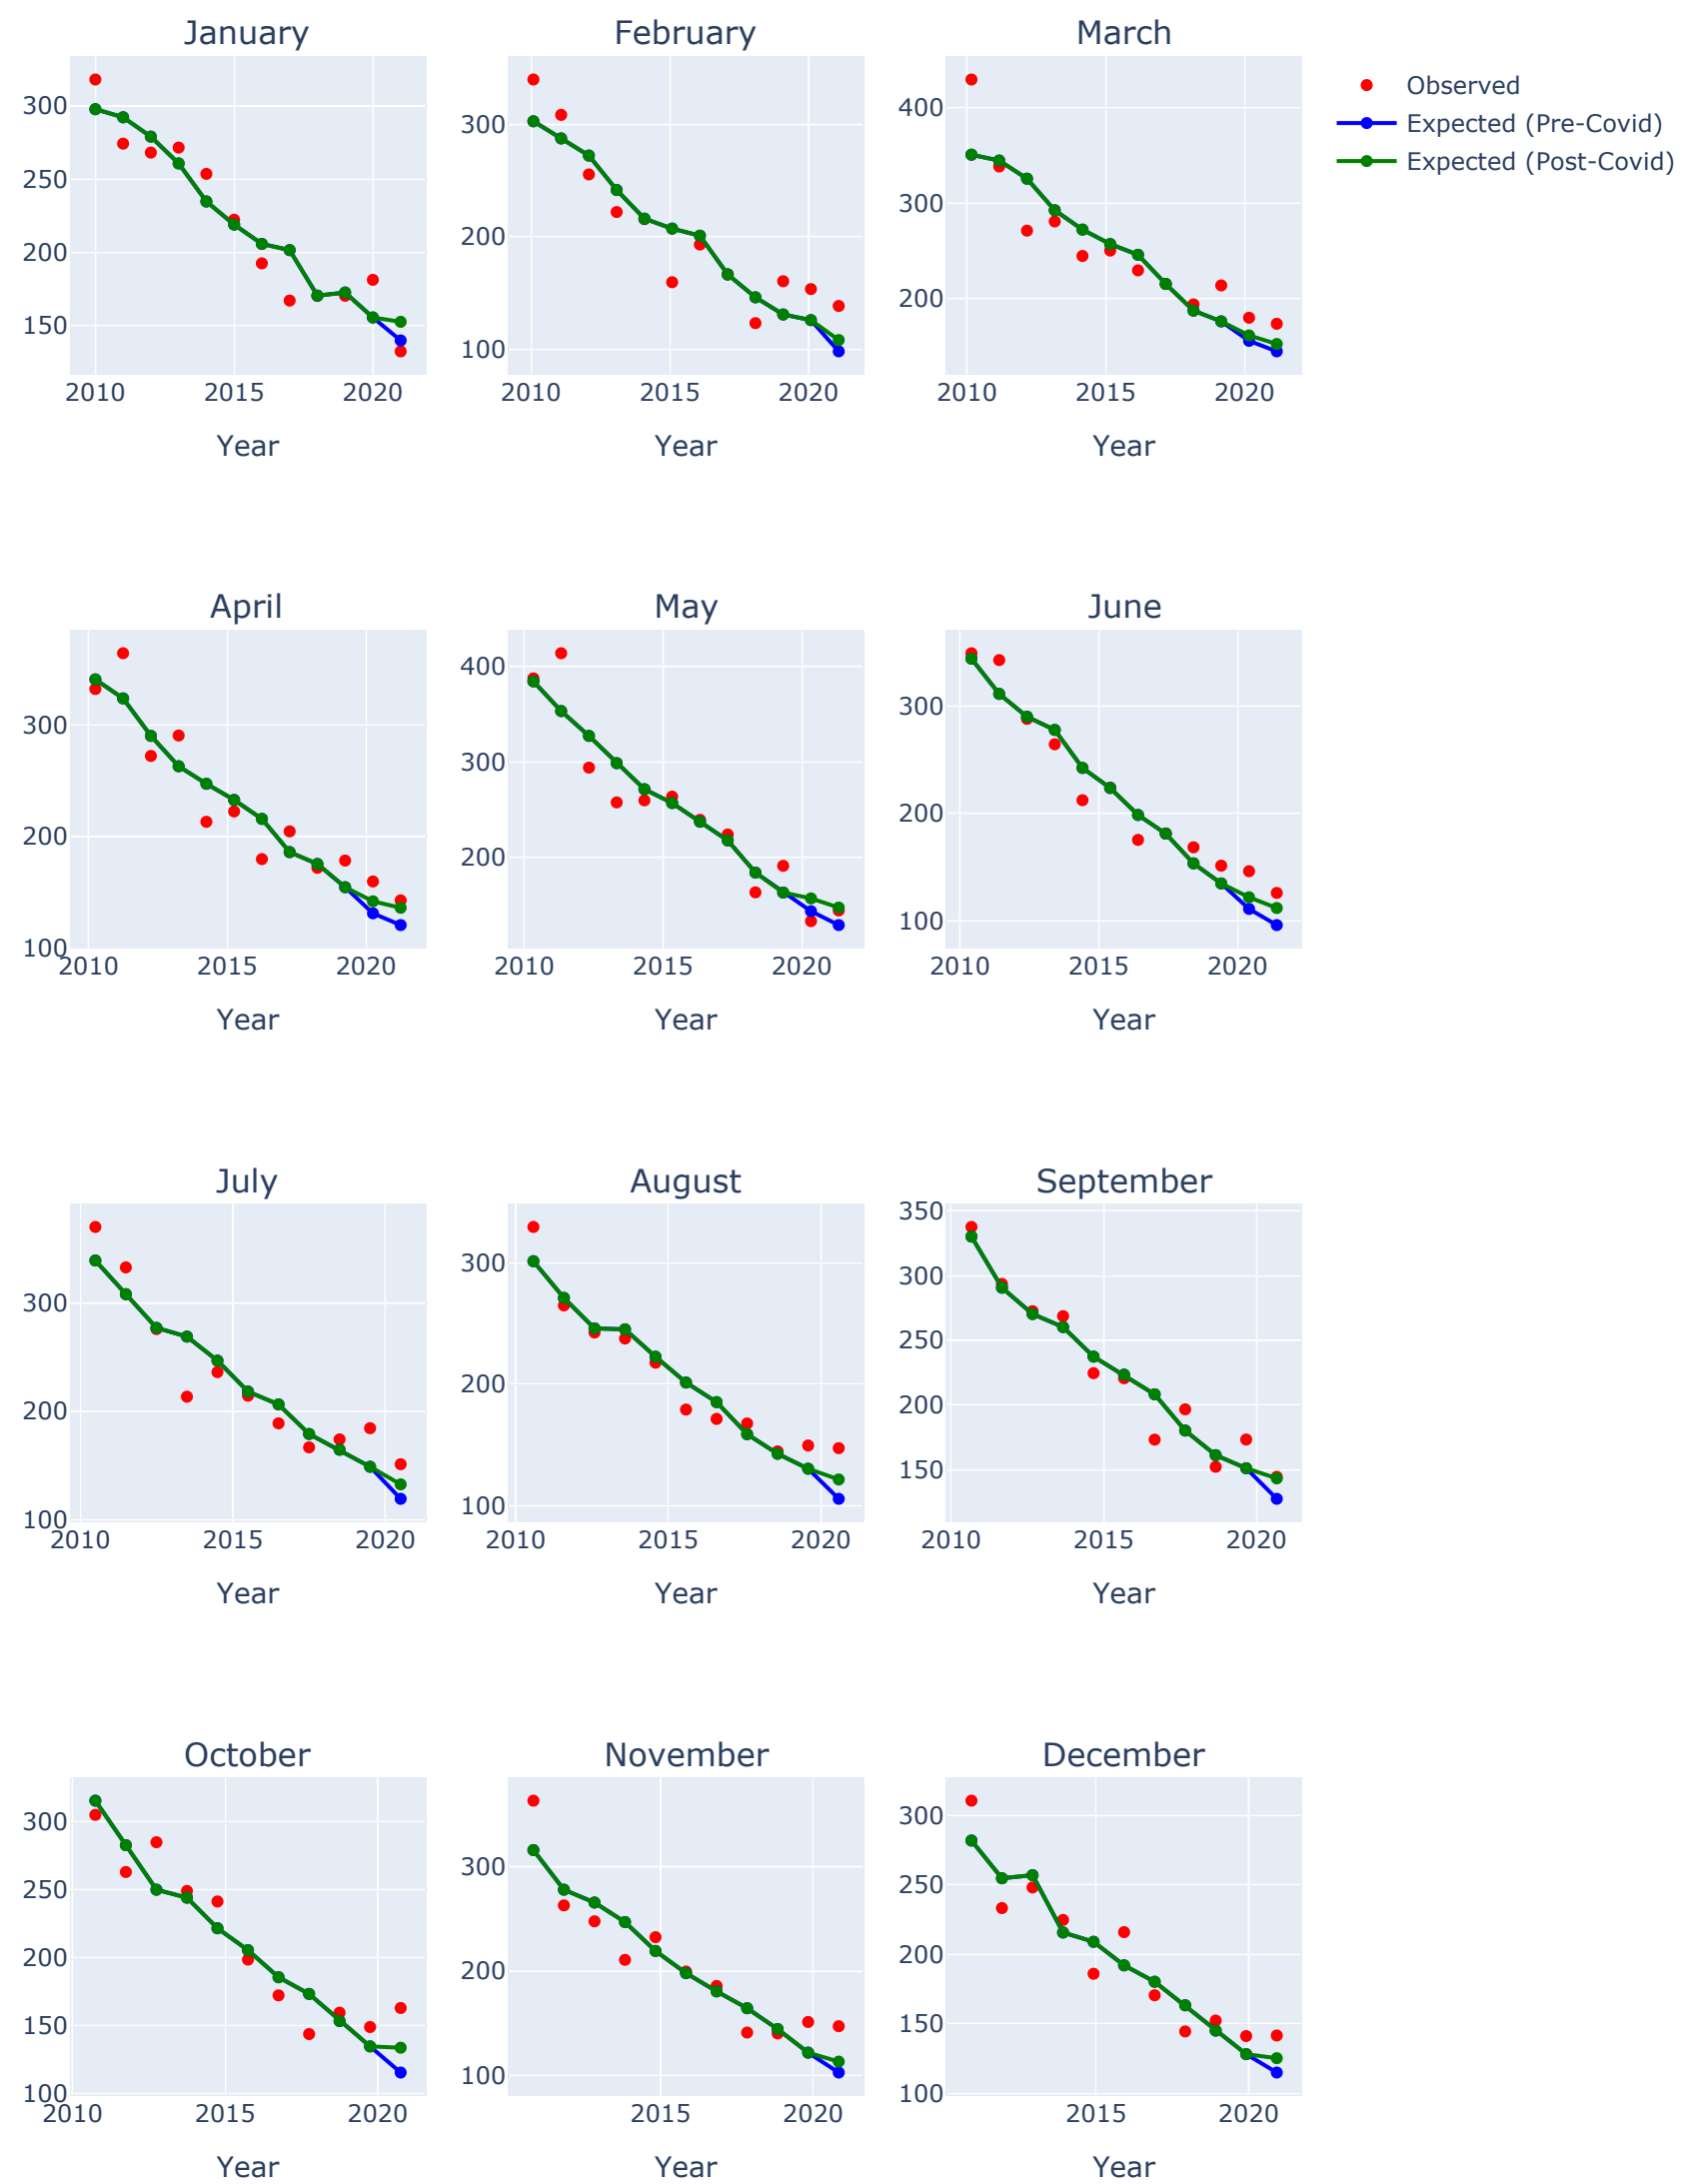 January
February
March
Observed
Expected (Pre-Covid)
Expected (Post-Covid)
300
250
200
150
2010
2015
2020
Year
300
200
100
2010
2015
2020
Year
400
300
200
2010
2015
2020
Year
April
May
June
300
200
100
2010
2015
2020
Year
400
300
200
2010
2015
2020
Year
300
200
100
2010
2015
2020
Year
July
August
September
300
200
100
2010
2015
2020
Year
300
200
100
2010
2015
2020
Year
350
300
250
200
150
2010
2015
2020
Year
October
November
December
300
250
200
150
100
2010
2015
2020
Year
300
200
100
2015
2020
Year
300
250
200
150
100
2015
2020
Year